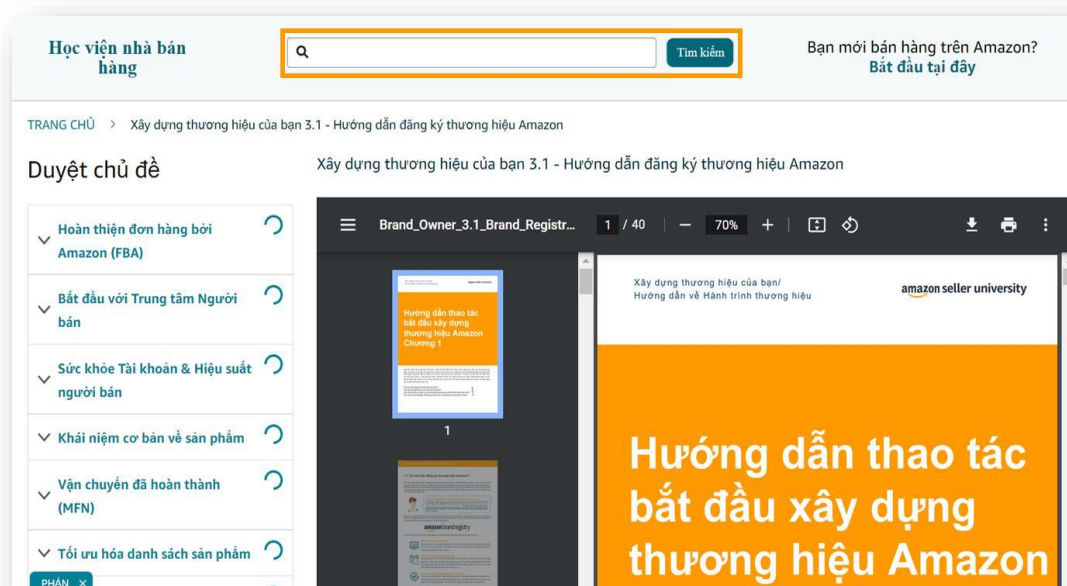 Học viện nhà bán
hàng
Tìm kiếm
Bạn mới bán hàng trên Amazon?
Bắt đầu tại đây
TRANG CHỦ > Xây dựng thương hiệu của bạn 3.1 - Hướng dẫn đăng ký thương hiệu Amazon
Duyệt chủ đề
Hoàn thiện đơn hàng bởi
Amazon (FBA)
Bắt đầu với Trung tâm Người
bán
Sức khỏe Tài khoản & Hiệu suất
người bán
Khái niệm cơ bản về sản phẩm
Vận chuyển đã hoàn thành
(MFN)
Tối ưu hóa danh sách sản phẩm
PHẢN ×
Xây dựng thương hiệu của bạn 3.1 - Hướng dẫn đăng ký thương hiệu Amazon
Brand_Owner_3.1_Brand_Registr... 1 / 40 70%
Hướng dẫn thao tác
bắt đầu xây dựng
thương hiệu Amazon
Chương 1
1
amazon brand registry
Xây dựng thương hiệu của bạn/
Hướng dẫn về Hành trình thương hiệu
amazon seller university
Hướng dẫn thao tác
bắt đầu xây dựng
thương hiệu Amazon